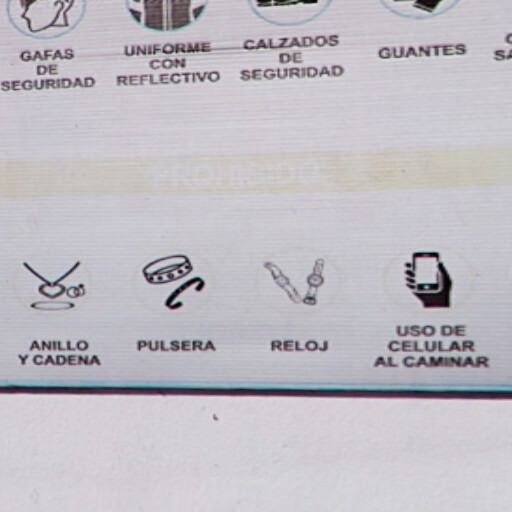 GAFAS
DE
SEGURIDAD
UNIFORME
CON
REFLECTIVO
CALZADOS
DE
SEGURIDAD
GUANTES
PROHIBIDO
ANILLO
Y CADENA
PULSERA
RELOJ
USO DE
CELULAR
AL CAMINAR